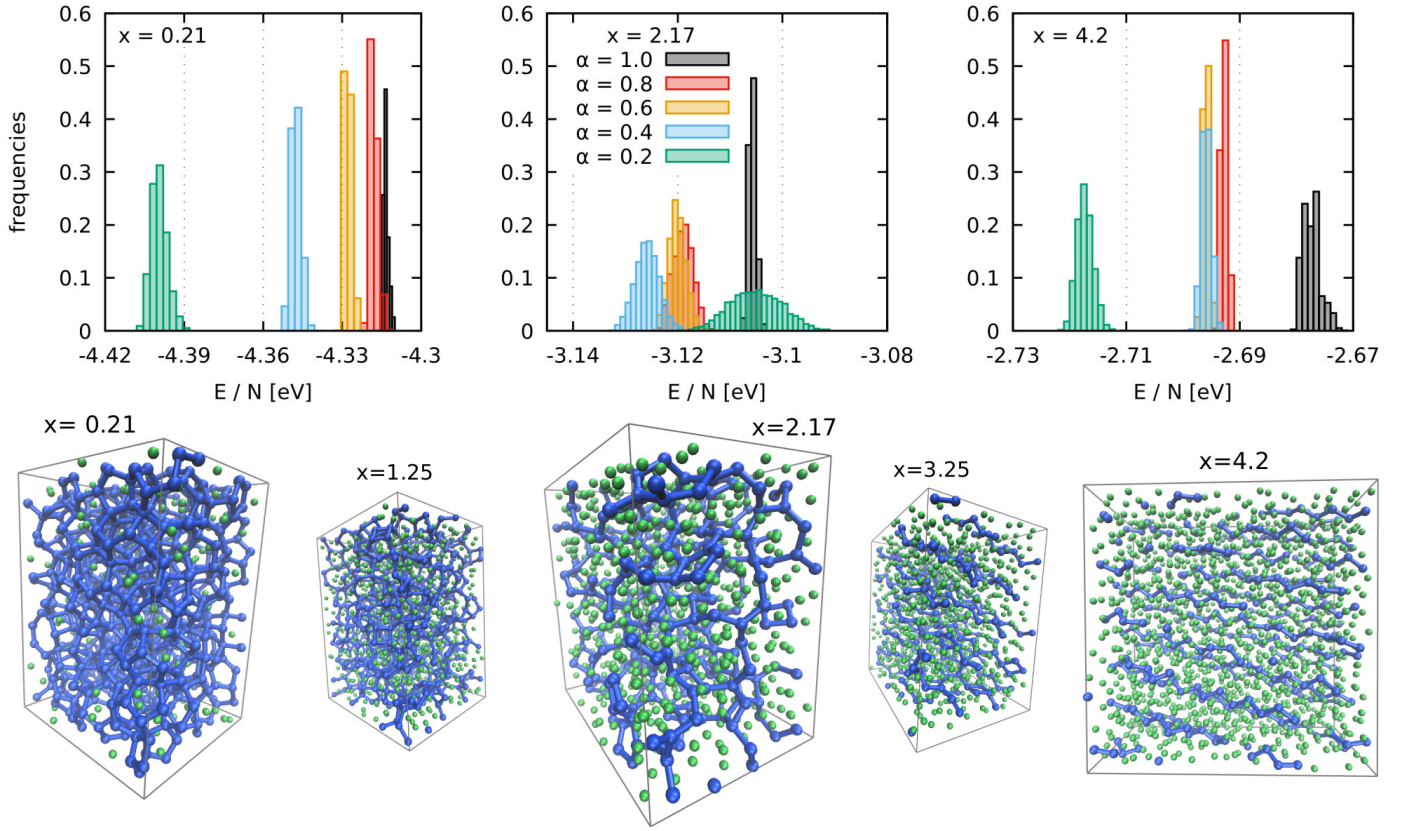 0.6 0.6 0.6
x = 0.21 x = 2.17 x = 4.2
α = 1.0
0.5 0.5 0.5
α = 0.8
α = 0.6
0.4 0.4 0.4
α = 0.4
α = 0.2
0.3 0.3 0.3
frequencies
0.2 0.2 0.2
0.1 0.1 0.1
0 0 0
-4.42 -4.39 -4.36 -4.33 -4.3 -3.14 -3.12 -3.1 -3.08 -2.73 -2.71 -2.69 -2.67
E / N [eV] E / N [eV] E / N [eV]
x= 0.21 x=2.17
x=1.25 x=3.25 x=4.2